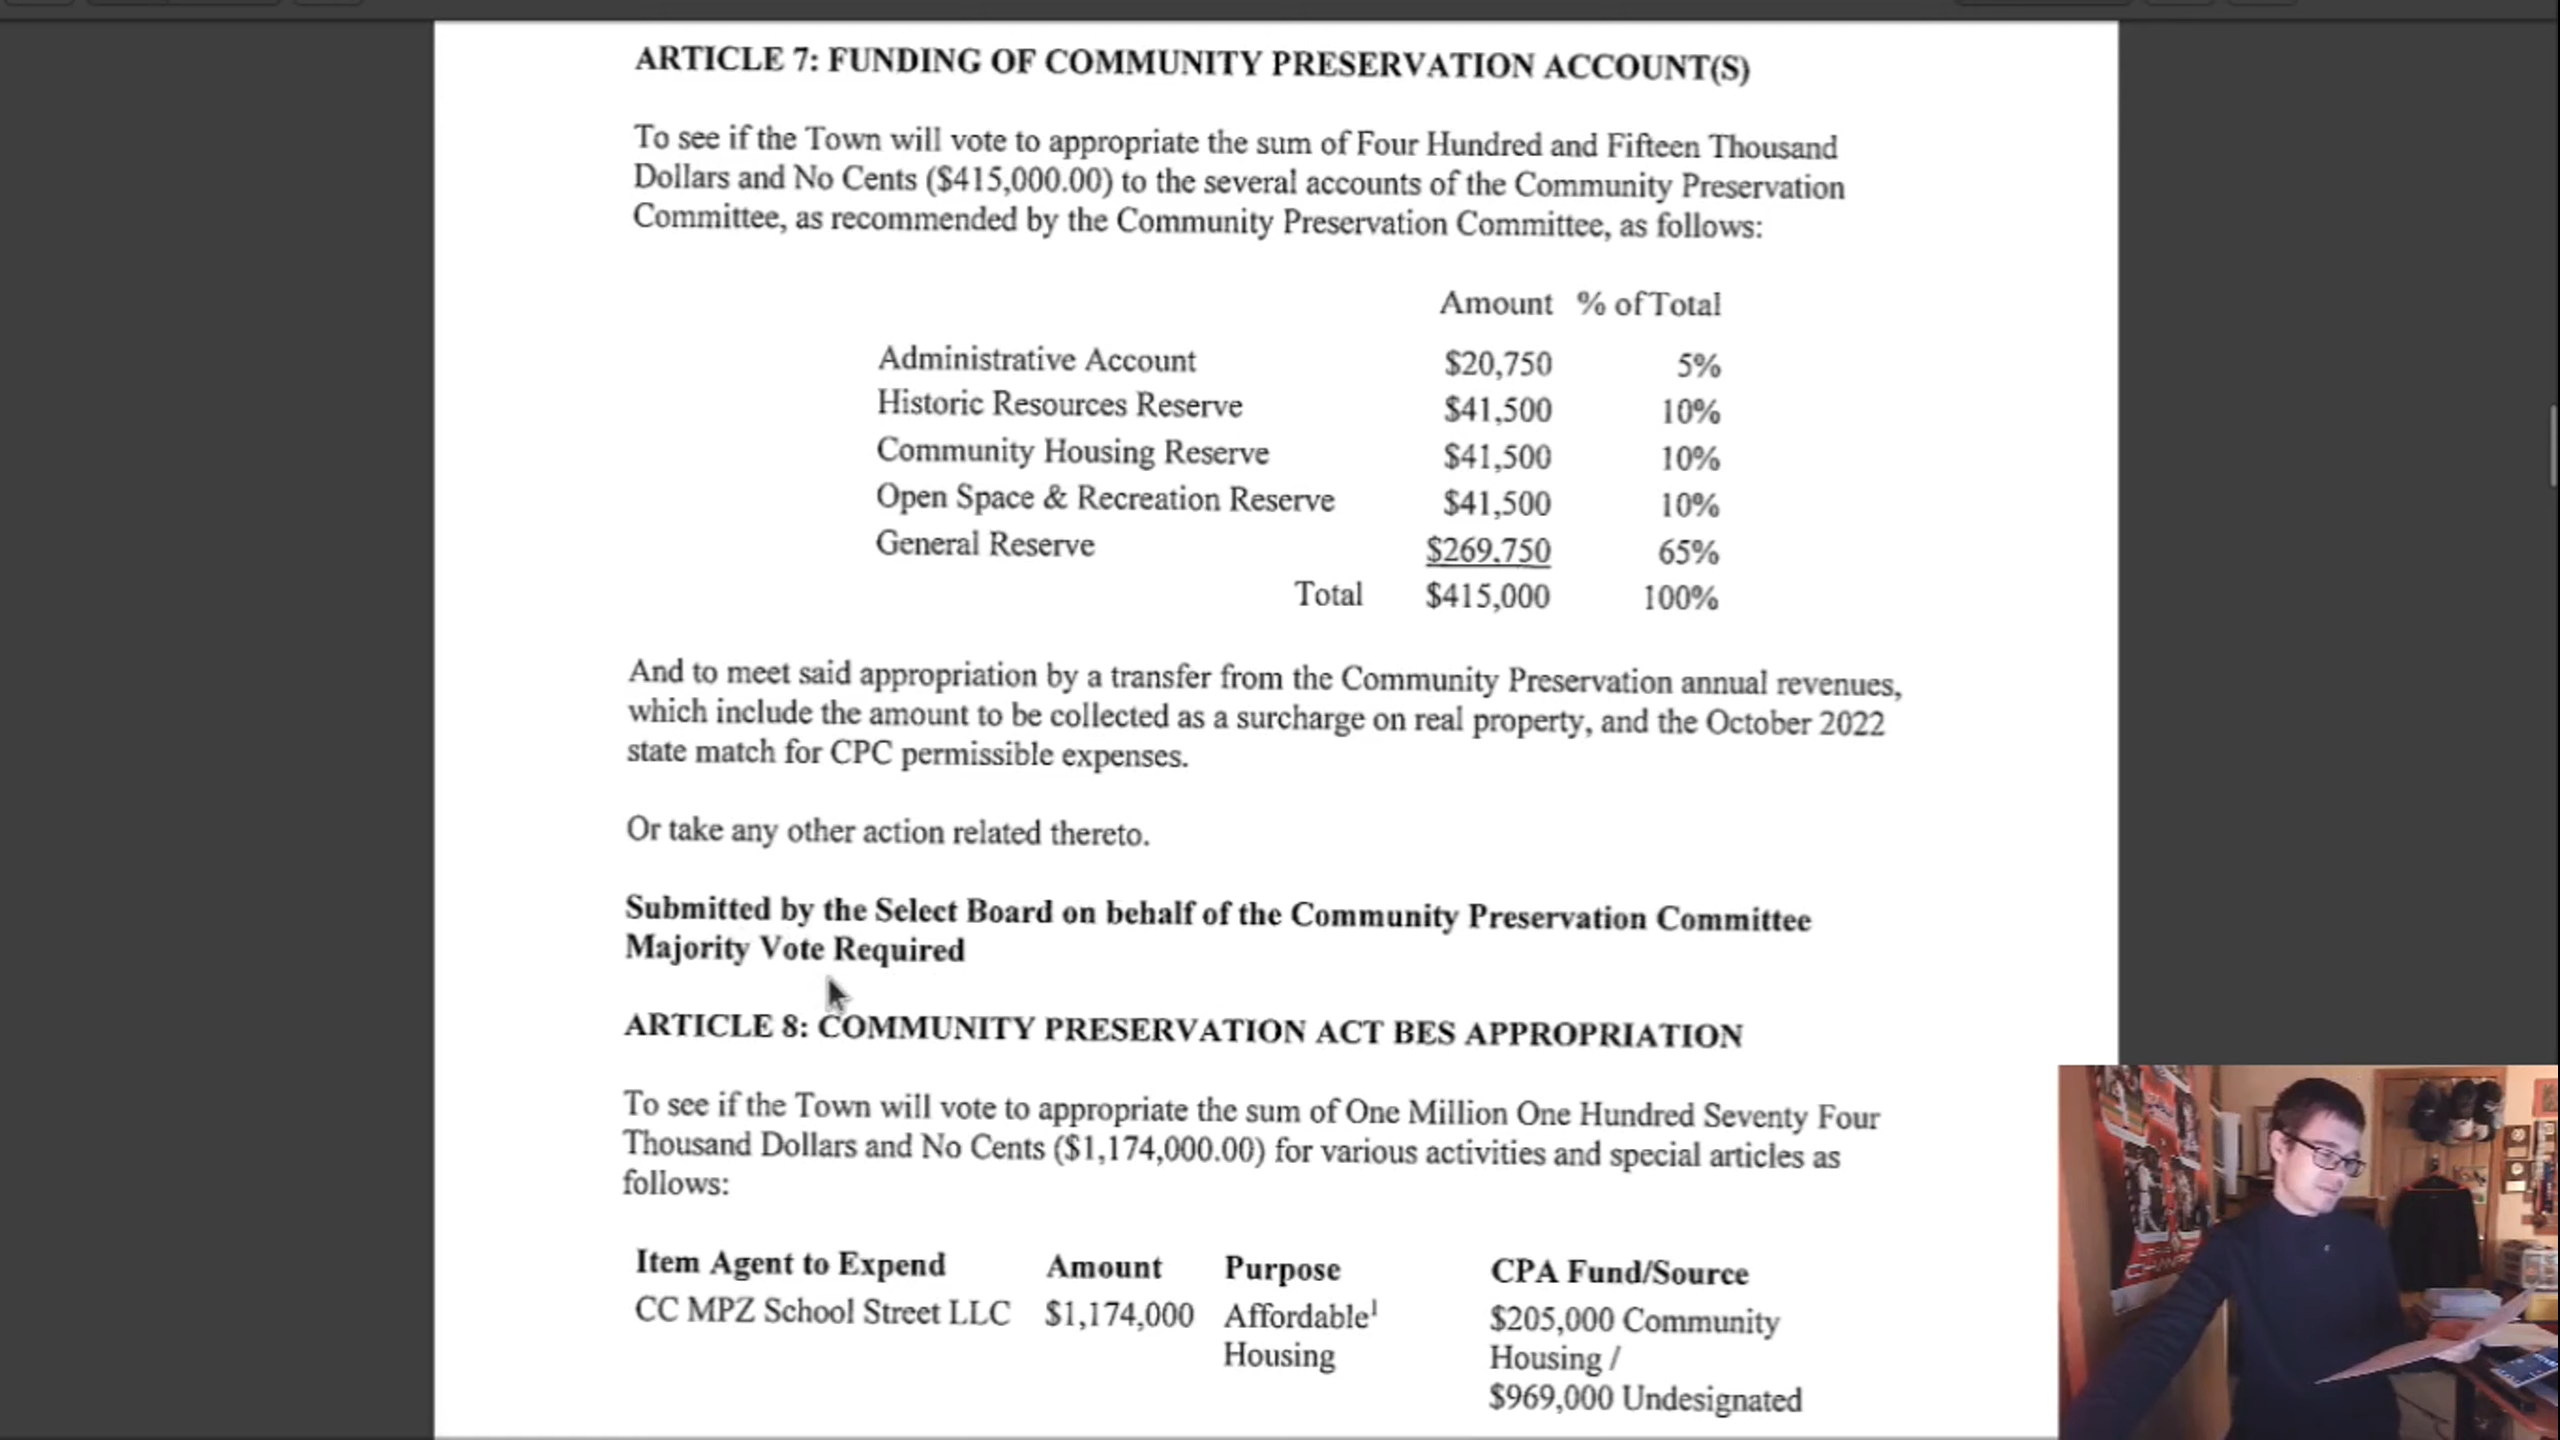 ARTICLE 7: FUNDING OF COMMUNITY PRESERVATION ACCOUNT(S)
To see if the Town will vote to appropriate the sum of Four Hundred and Fifteen Thousand
Dollars and No Cents ($415,000.00) to the several accounts of the Community Preservation
Committee, as recommended by the Community Preservation Committee, as follows:
Amount % of Total
Administrative Account $20,750 5%
Historic Resources Reserve $41,500 10%
Community Housing Reserve $41,500 10%
Open Space & Recreation Reserve $41,500 10%
General Reserve $269.750 65%
Total $415,000 100%
And to meet said appropriation by a transfer from the Community Preservation annual revenues,
which include the amount to be collected as a surcharge on real property, and the October 2022
state match for CPC permissible expenses.
Or take any other action related thereto.
Submitted by the Select Board on behalf of the Community Preservation Committee
Majority Vote Required
ARTICLE 8: COMMUNITY PRESERVATION ACT BES APPROPRIATION
To see if the Town will vote to appropriate the sum of One Million One Hundred Seventy Four
Thousand Dollars and No Cents ($1,174,000.00) for various activities and special articles as
follows:
Item Agent to Expend Amount Purpose CPA Fund/Source
CC MPZ School Street LLC $1,174,000 Affordable¹ $205,000 Community
Housing Housing /
$969,000 Undesignated